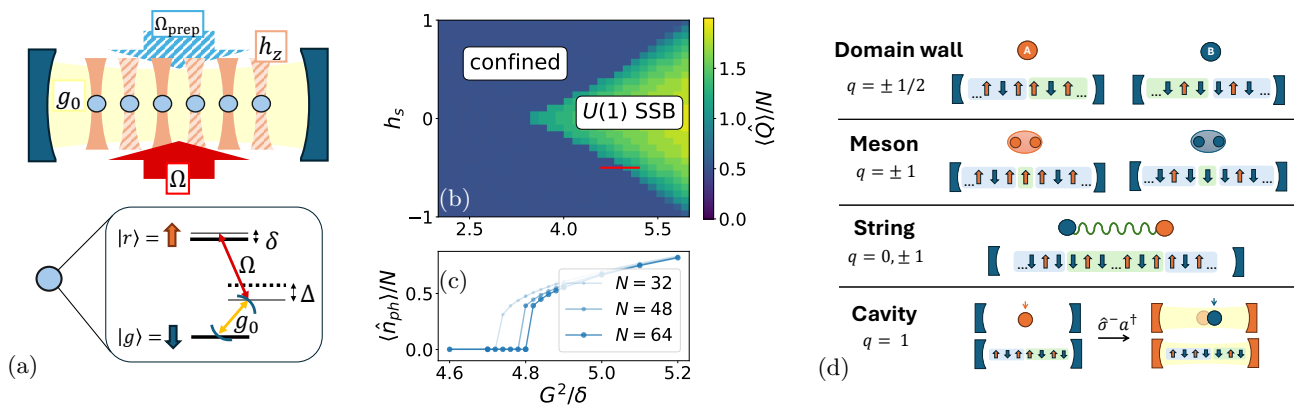 Ω_prep
h_z
g_0
Ω
|r⟩ =
δ
Ω
Δ
g_0
|g⟩ =
(a)
1
0
−1
h_s
confined
U(1) SSB
(b)
2.5
4.0
5.5
1.5
1.0
0.5
0.0
⟨Q̂⟩/N
(c)
0.5
0.0
⟨n̂_ph⟩/N
N = 32
N = 48
N = 64
4.6
4.8
5.0
5.2
G²/δ
Domain wall
q = ± 1/2
A
B
...
...
...
...
Meson
q = ± 1
...
...
...
...
String
q = 0, ± 1
...
...
...
Cavity
q = 1
σ̂⁻a†
(d)